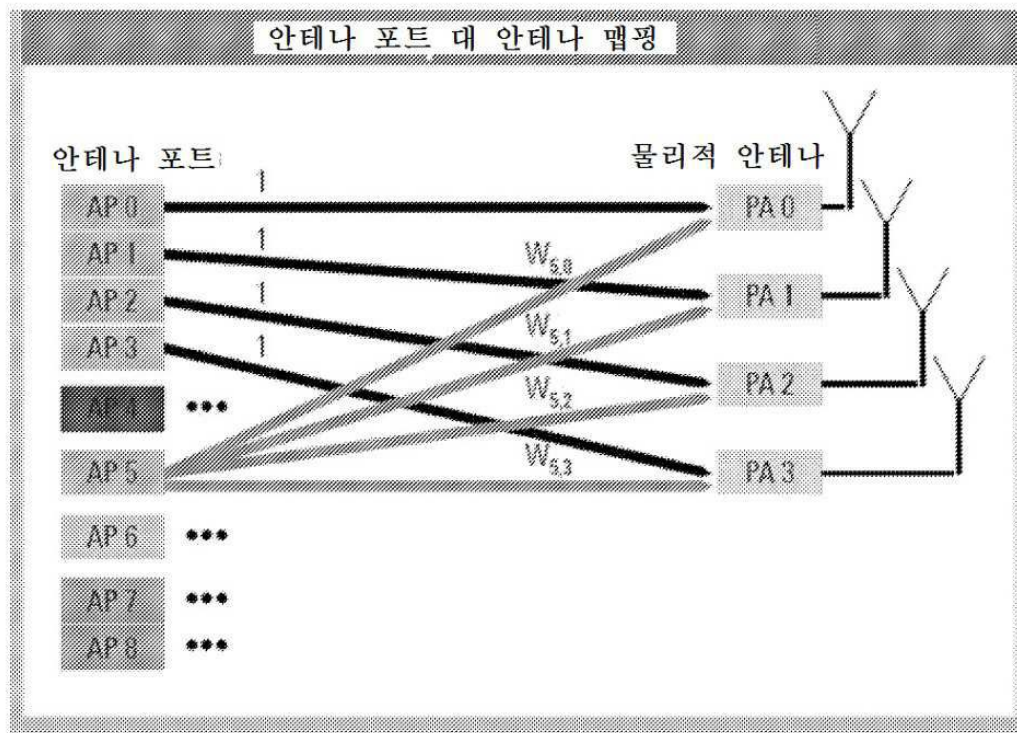 안테나 포트 대 안테나 맵핑
안테나 포트
물리적 안테나
AP 0
1
PA 0
AP 1
1
W5,0
PA 1
AP 2
1
W5,1
AP 3
1
PA 2
W5,2
AP 4 •••
W5,3
AP 5
PA 3
AP 6 •••
AP 7 •••
AP 8 •••